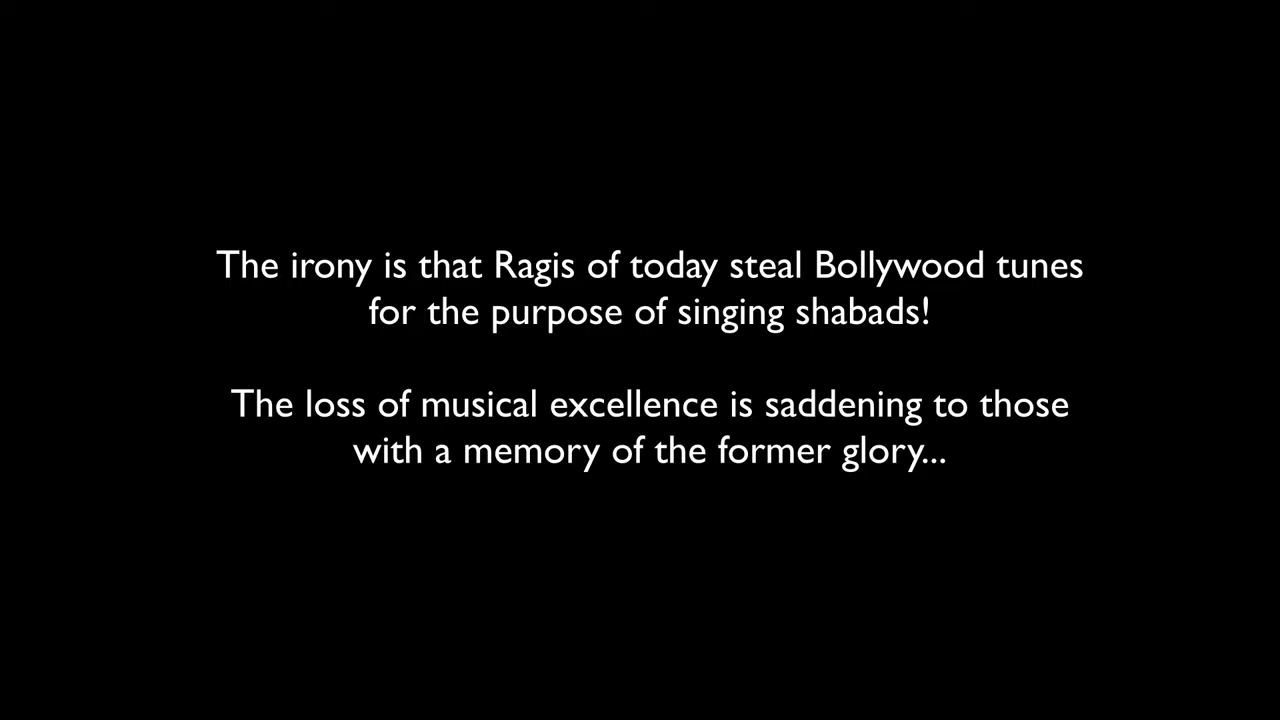 The irony is that Ragis of today steal Bollywood tunes
for the purpose of singing shabads!
The loss of musical excellence is saddening to those
with a memory of the former glory...